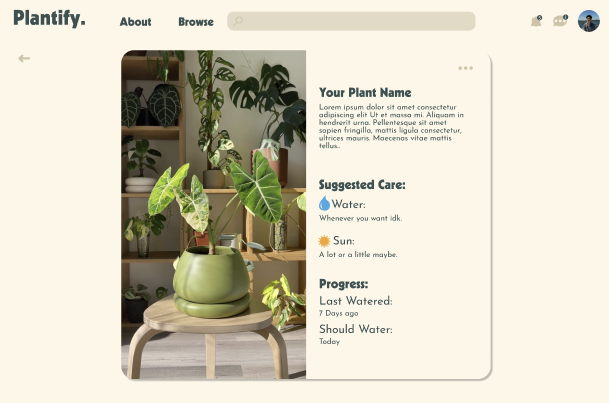 Plantify.
About
Browse
Your Plant Name
Lorem ipsum dolor sit amet consectetur
adipiscing elit Ut et massa mi. Aliquam in
hendrerit urna. Pellentesque sit amet
sapien fringilla, mattis ligula consectetur,
ultrices mauris. Maecenas vitae mattis
tellus..
Suggested Care:
Water:
Whenever you want idk.
Sun:
A lot or a little maybe.
Progress:
Last Watered:
7 Days ago
Should Water:
Today